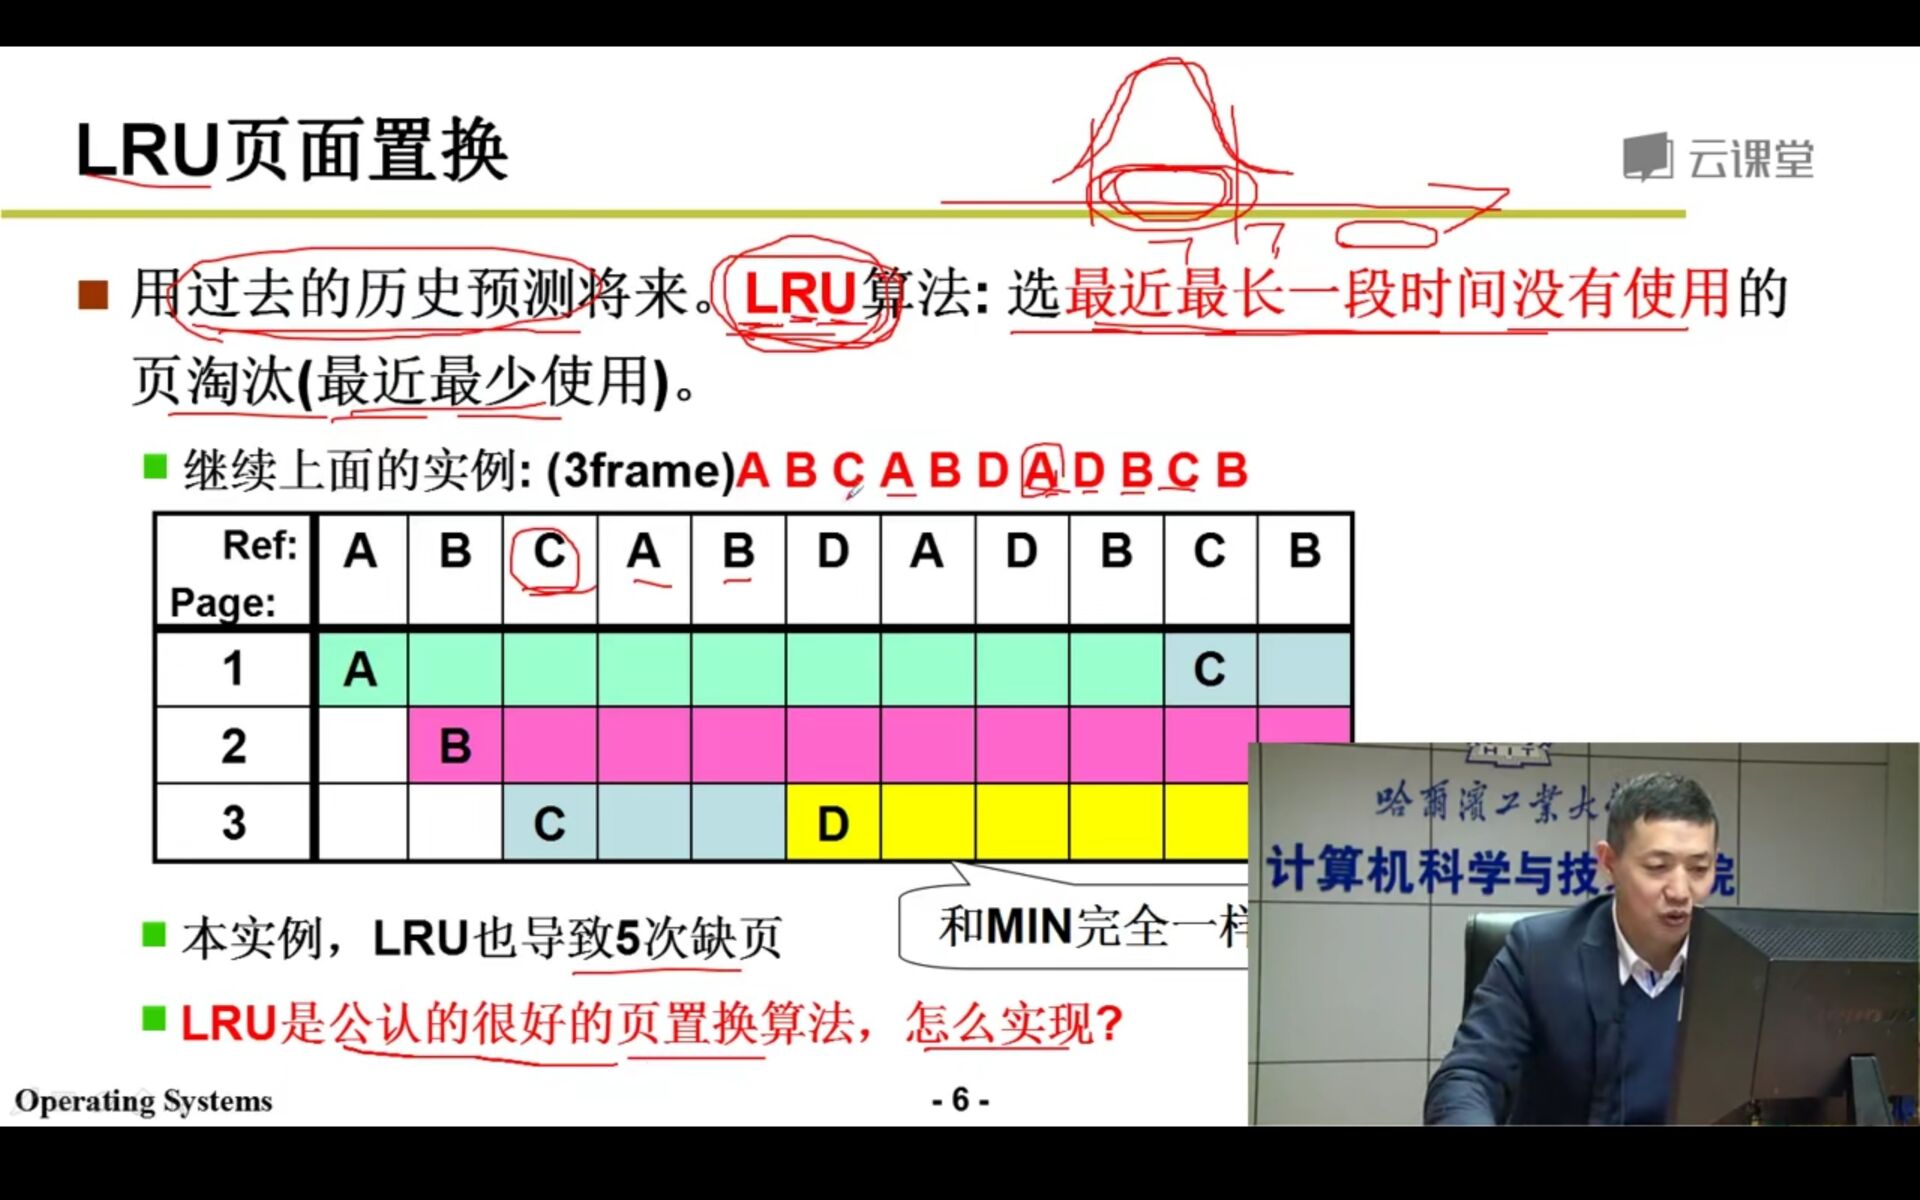 LRU页面置换
云课堂
用过去的历史预测将来。LRU算法: 选最近最长一段时间没有使用的
页淘汰(最近最少使用)。
继续上面的实例: (3frame)A B C A B D A D B C B
Ref: A B C A B D A D B C B
Page:
1 A C
2 B
3 C D
和MIN完全一样
本实例，LRU也导致5次缺页
LRU是公认的很好的页置换算法，怎么实现?
Operating Systems
- 6 -
HIT
哈爾濱工業大
计算机科学与技 院